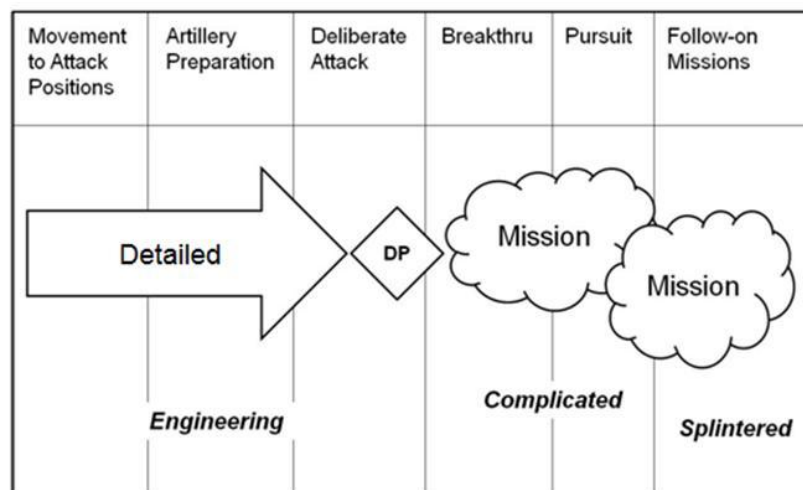 Movement
to Attack
Positions
Artillery
Preparation
Deliberate
Attack
Breakthru
Pursuit
Follow-on
Missions
Detailed
DP
Mission
Mission
Engineering
Complicated
Splintered